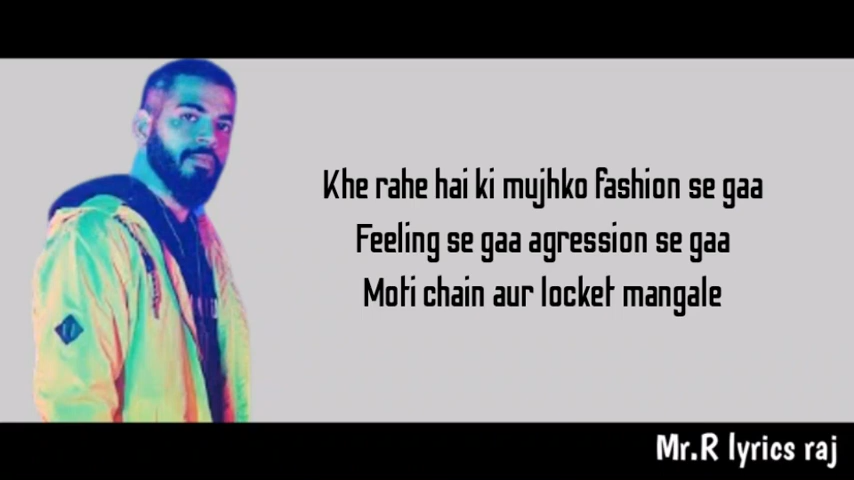 Khe rahe hai ki mujhko fashion se gaa
Feeling se gaa agression se gaa
Moti chain aur locket mangale
Mr.R lyrics raj